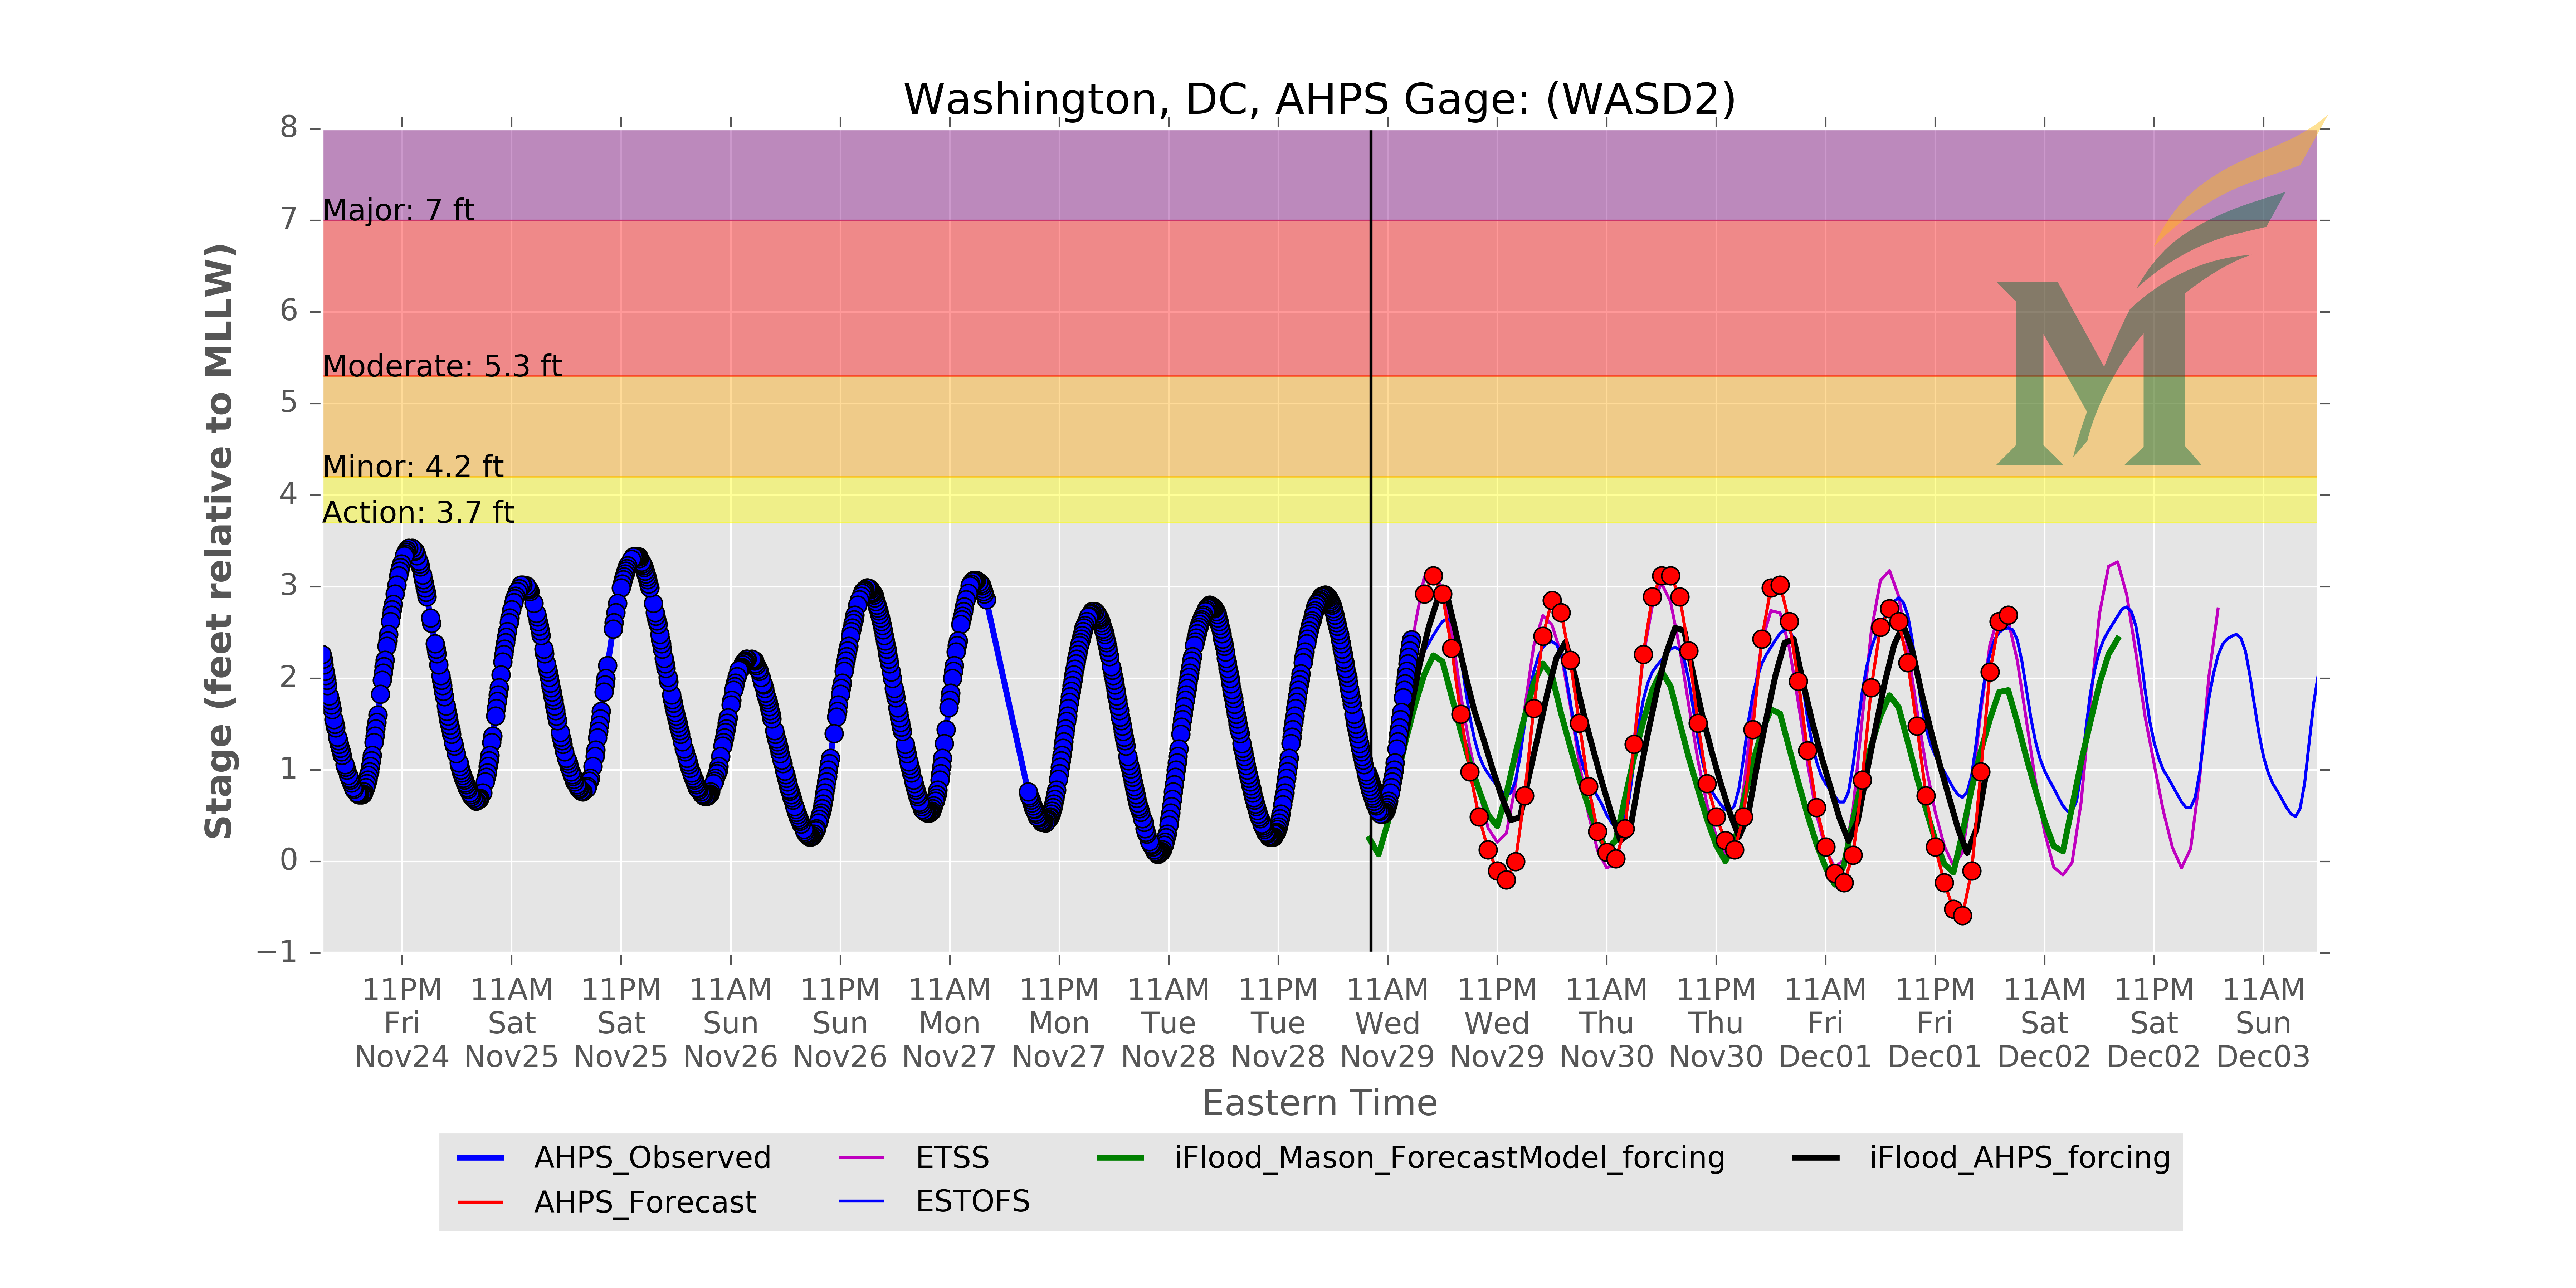 Washington, DC, AHPS Gage: (WASD2)
Stage (feet relative to MLLW)
8
7
6
5
4
3
2
1
0
−1
Major: 7 ft
Moderate: 5.3 ft
Minor: 4.2 ft
Action: 3.7 ft
M
11PM 11AM 11PM 11AM 11PM 11AM 11PM 11AM 11PM 11AM 11PM 11AM 11PM 11AM 11PM 11AM 11PM 11AM
Fri Sat Sat Sun Sun Mon Mon Tue Tue Wed Wed Thu Thu Fri Fri Sat Sat Sun
Nov24 Nov25 Nov25 Nov26 Nov26 Nov27 Nov27 Nov28 Nov28 Nov29 Nov29 Nov30 Nov30 Dec01 Dec01 Dec02 Dec02 Dec03
Eastern Time
AHPS_Observed ETSS iFlood_Mason_ForecastModel_forcing iFlood_AHPS_forcing
AHPS_Forecast ESTOFS